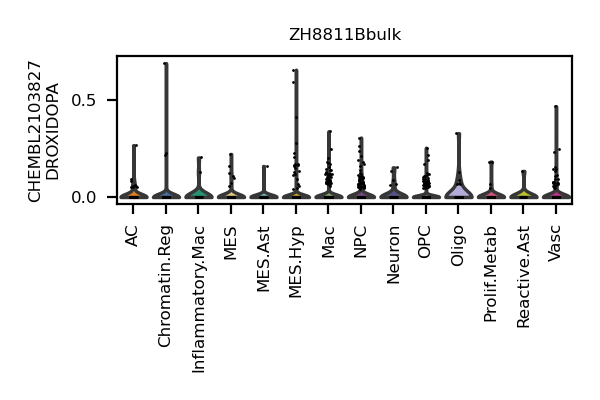 ZH8811Bbulk
CHEMBL2103827
DROXIDOPA
0.5
0.0
AC
Chromatin.Reg
Inflammatory.Mac
MES
MES.Ast
MES.Hyp
Mac
NPC
Neuron
OPC
Oligo
Prolif.Metab
Reactive.Ast
Vasc